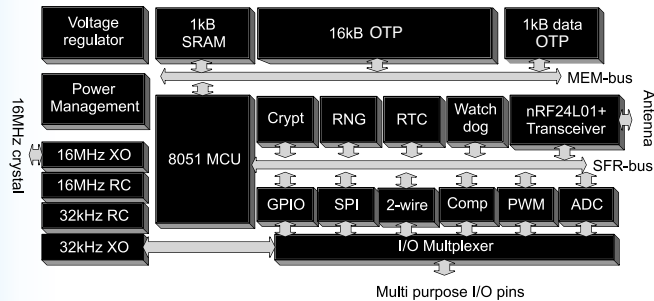 Voltage
regulator
1kB
SRAM
16kB OTP
1kB data
OTP
MEM-bus
Power
Management
8051 MCU
Crypt
RNG
RTC
Watch
dog
nRF24L01+
Transceiver
Antenna
16MHz crystal
16MHz XO
SFR-bus
16MHz RC
32kHz RC
GPIO
SPI
2-wire
Comp
PWM
ADC
32kHz XO
I/O Multplexer
Multi purpose I/O pins